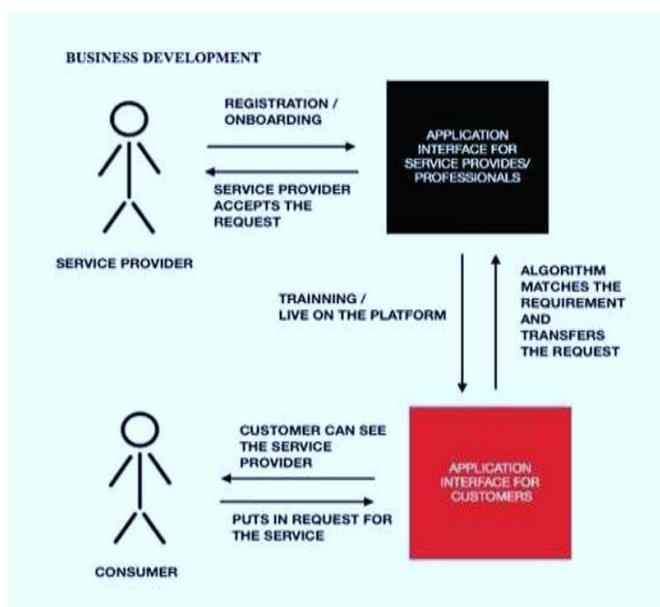 BUSINESS DEVELOPMENT
REGISTRATION /
ONBOARDING
APPLICATION
INTERFACE FOR
SERVICE PROVIDES/
PROFESSIONALS
SERVICE PROVIDER
ACCEPTS THE
REQUEST
SERVICE PROVIDER
TRAINNING /
LIVE ON THE PLATFORM
ALGORITHM
MATCHES THE
REQUIREMENT
AND
TRANSFERS
THE REQUEST
CUSTOMER CAN SEE
THE SERVICE
PROVIDER
APPLICATION
INTERFACE FOR
CUSTOMERS
PUTS IN REQUEST FOR
THE SERVICE
CONSUMER